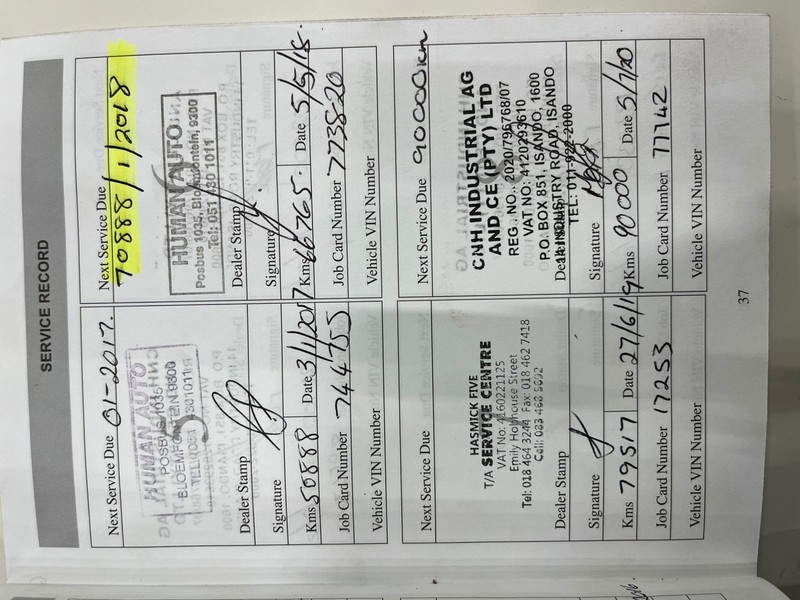 SERVICE RECORD
Next Service Due 01-2017.
HUMAN AUTO
POSBUS 1035
BLOEMFONTEIN 9300
Dealer Stamp
Signature
Kms 50888 Date 3/1/2017
Job Card Number 744755
Vehicle VIN Number
Next Service Due
70888/1/2018
HUMAN AUTO
Posbus 1035, Bloemfontein, 9300
Tel: 051 430 1011
Dealer Stamp
Signature
Kms 66765. Date 5/5/18.
Job Card Number 7738-20
Vehicle VIN Number
Next Service Due
HASMICK FIVE
T/A SERVICE CENTRE
VAT No: 4160221125
Emily Hobhouse Street
Tel: 018 464 3244 Fax: 018 462 7418
Cell: 083 468 5692
Dealer Stamp
Signature
Kms 79517 Date 27/6/19
Job Card Number 17253
Vehicle VIN Number
Next Service Due 90000km
CNH INDUSTRIAL AG
AND CE (PTY) LTD
REG. NO.: 2020/796768/07
VAT NO: 4120293610
P.O. BOX 851, ISANDO, 1600
INDUSTRY ROAD, ISANDO
TEL: 011-922-2000
Dealer Stamp
Signature
Kms 90000 Date 5/7/20
Job Card Number 77742
Vehicle VIN Number
37